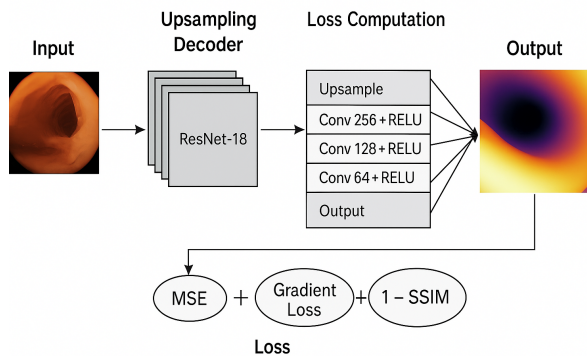 Input
Upsampling
Decoder
Loss Computation
Output
ResNet-18
Upsample
Conv 256 + RELU
Conv 128 + RELU
Conv 64 + RELU
Output
MSE + Gradient
Loss + 1 – SSIM
Loss